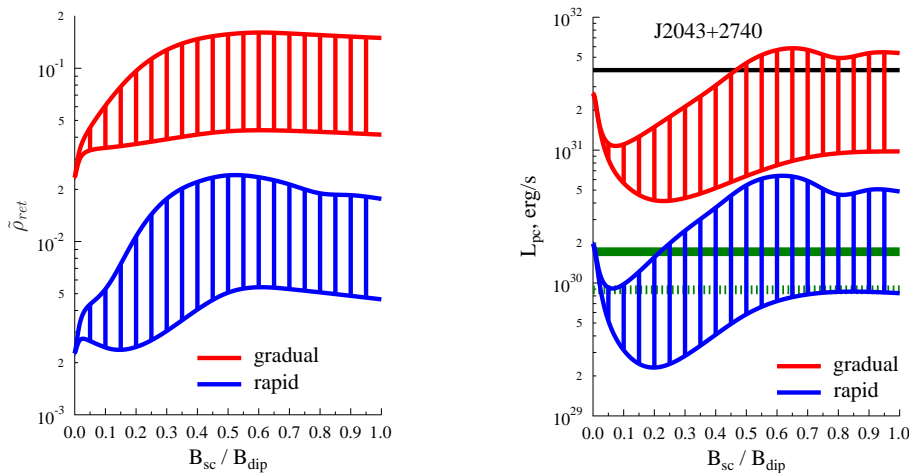 2
10⁻¹
5
2
10⁻²
5
2
10⁻³
ρ̃ret
gradual
rapid
0.0 0.1 0.2 0.3 0.4 0.5 0.6 0.7 0.8 0.9 1.0
Bsc / Bdip
10³²
5
2
10³¹
5
2
10³⁰
5
2
10²⁹
Lpc, erg/s
J2043+2740
gradual
rapid
0.0 0.1 0.2 0.3 0.4 0.5 0.6 0.7 0.8 0.9 1.0
Bsc / Bdip